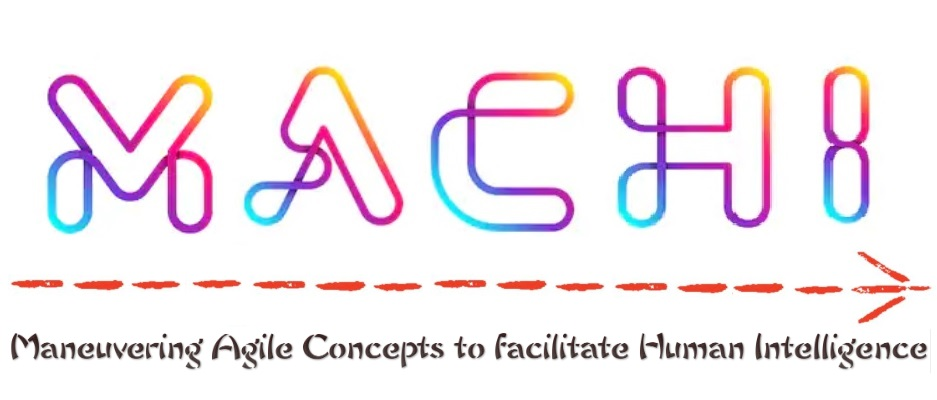 MACHI
Maneuvering Agile Concepts to facilitate Human Intelligence